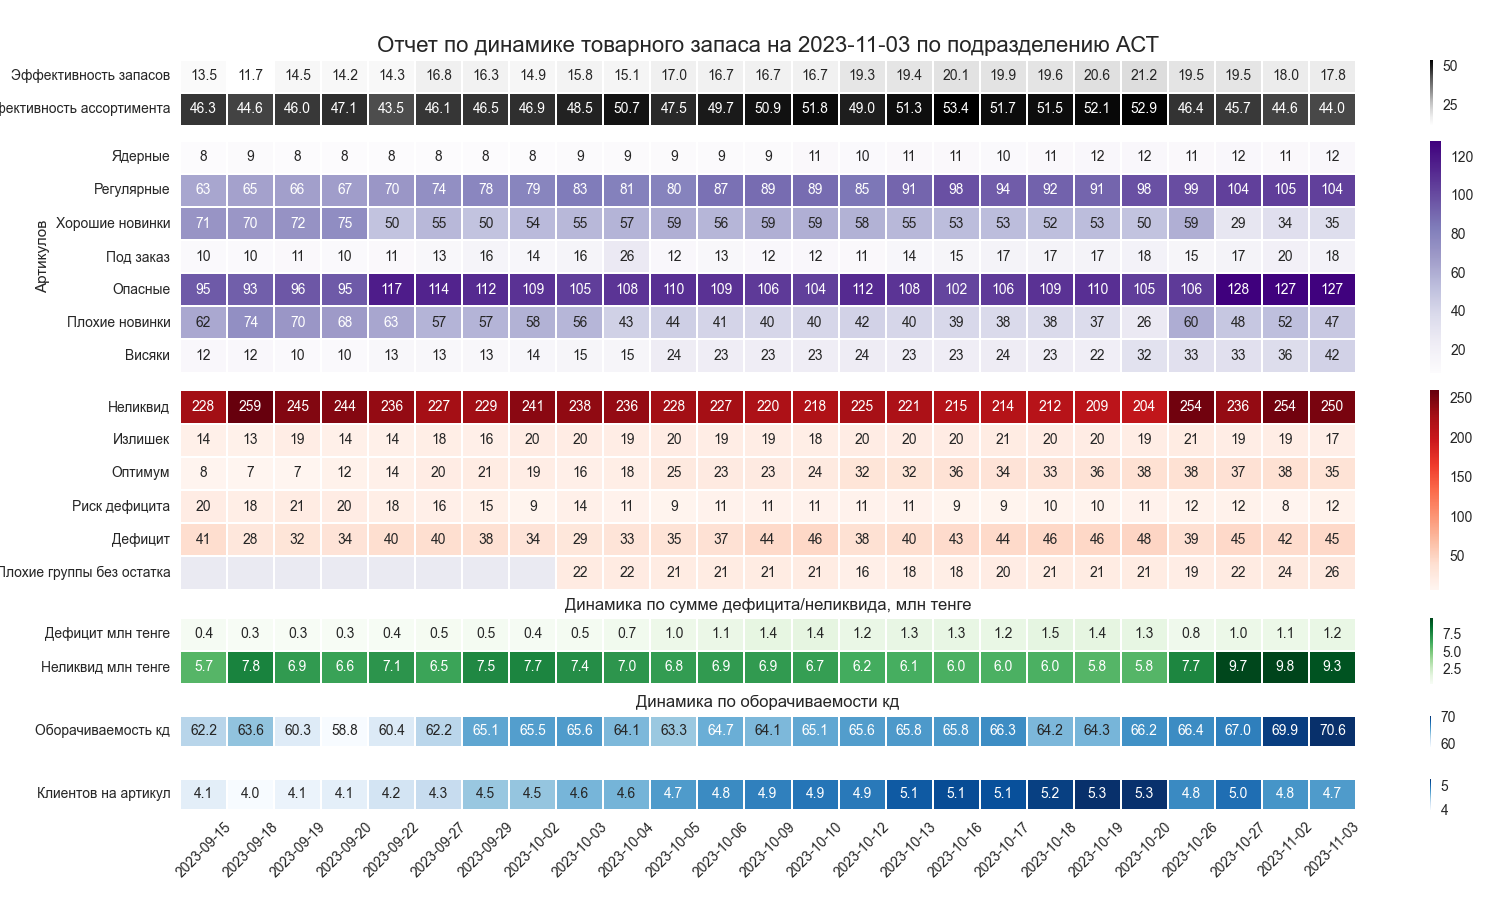 Отчет по динамике товарного запаса на 2023-11-03 по подразделению АСТ
Эффективность запасов 13.5 11.7 14.5 14.2 14.3 16.8 16.3 14.9 15.8 15.1 17.0 16.7 16.7 16.7 19.3 19.4 20.1 19.9 19.6 20.6 21.2 19.5 19.5 18.0 17.8
фективность ассортимента 46.3 44.6 46.0 47.1 43.5 46.1 46.5 46.9 48.5 50.7 47.5 49.7 50.9 51.8 49.0 51.3 53.4 51.7 51.5 52.1 52.9 46.4 45.7 44.6 44.0
50
25
Артикулов
Ядерные 8 9 8 8 8 8 8 8 9 9 9 9 9 11 10 11 11 10 11 12 12 11 12 11 12
Регулярные 63 65 66 67 70 74 78 79 83 81 80 87 89 89 85 91 98 94 92 91 98 99 104 105 104
Хорошие новинки 71 70 72 75 50 55 50 54 55 57 59 56 59 59 58 55 53 53 52 53 50 59 29 34 35
Под заказ 10 10 11 10 11 13 16 14 16 26 12 13 12 12 11 14 15 17 17 17 18 15 17 20 18
Опасные 95 93 96 95 117 114 112 109 105 108 110 109 106 104 112 108 102 106 109 110 105 106 128 127 127
Плохие новинки 62 74 70 68 63 57 57 58 56 43 44 41 40 40 42 40 39 38 38 37 26 60 48 52 47
Висяки 12 12 10 10 13 13 13 14 15 15 24 23 23 23 24 23 23 24 23 22 32 33 33 36 42
120
100
80
60
40
20
Неликвид 228 259 245 244 236 227 229 241 238 236 228 227 220 218 225 221 215 214 212 209 204 254 236 254 250
Излишек 14 13 19 14 14 18 16 20 20 19 20 19 19 18 20 20 20 21 20 20 19 21 19 19 17
Оптимум 8 7 7 12 14 20 21 19 16 18 25 23 23 24 32 32 36 34 33 36 38 38 37 38 35
Риск дефицита 20 18 21 20 18 16 15 9 14 11 9 11 11 11 11 11 9 9 10 10 11 12 12 8 12
Дефицит 41 28 32 34 40 40 38 34 29 33 35 37 44 46 38 40 43 44 46 46 48 39 45 42 45
Плохие группы без остатка 22 22 21 21 21 21 16 18 18 20 21 21 21 19 22 24 26
250
200
150
100
50
Динамика по сумме дефицита/неликвида, млн тенге
Дефицит млн тенге 0.4 0.3 0.3 0.3 0.4 0.5 0.5 0.4 0.5 0.7 1.0 1.1 1.4 1.4 1.2 1.3 1.3 1.2 1.5 1.4 1.3 0.8 1.0 1.1 1.2
Неликвид млн тенге 5.7 7.8 6.9 6.6 7.1 6.5 7.5 7.7 7.4 7.0 6.8 6.9 6.9 6.7 6.2 6.1 6.0 6.0 6.0 5.8 5.8 7.7 9.7 9.8 9.3
7.5
5.0
2.5
Динамика по оборачиваемости кд
Оборачиваемость кд 62.2 63.6 60.3 58.8 60.4 62.2 65.1 65.5 65.6 64.1 63.3 64.7 64.1 65.1 65.6 65.8 65.8 66.3 64.2 64.3 66.2 66.4 67.0 69.9 70.6
70
60
Клиентов на артикул 4.1 4.0 4.1 4.1 4.2 4.3 4.5 4.5 4.6 4.6 4.7 4.8 4.9 4.9 4.9 5.1 5.1 5.1 5.2 5.3 5.3 4.8 5.0 4.8 4.7
5
4
2023-09-15 2023-09-18 2023-09-19 2023-09-20 2023-09-22 2023-09-27 2023-09-29 2023-10-02 2023-10-03 2023-10-04 2023-10-05 2023-10-06 2023-10-09 2023-10-10 2023-10-12 2023-10-13 2023-10-16 2023-10-17 2023-10-18 2023-10-19 2023-10-20 2023-10-26 2023-10-27 2023-11-02 2023-11-03